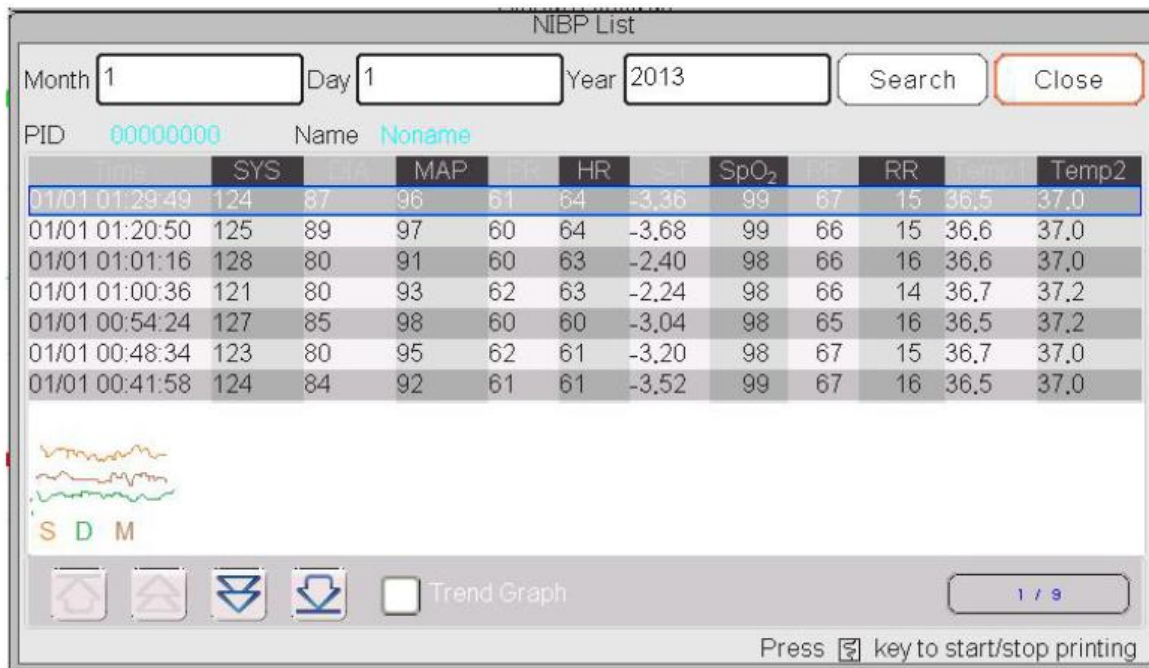 NIBP List
Month 1 Day 1 Year 2013 Search Close
PID 00000000 Name Noname
Time SYS DIA MAP PR HR S-T SpO₂ PR RR Temp1 Temp2
01/01 01:29:49 124 87 96 61 64 -3.36 99 67 15 36.5 37.0
01/01 01:20:50 125 89 97 60 64 -3.68 99 66 15 36.6 37.0
01/01 01:01:16 128 80 91 60 63 -2.40 98 66 16 36.6 37.0
01/01 01:00:36 121 80 93 62 63 -2.24 98 66 14 36.7 37.2
01/01 00:54:24 127 85 98 60 60 -3.04 98 65 16 36.5 37.2
01/01 00:48:34 123 80 95 62 61 -3.20 98 67 15 36.7 37.0
01/01 00:41:58 124 84 92 61 61 -3.52 99 67 16 36.5 37.0
S D M
Trend Graph
1 / 9
Press key to start/stop printing